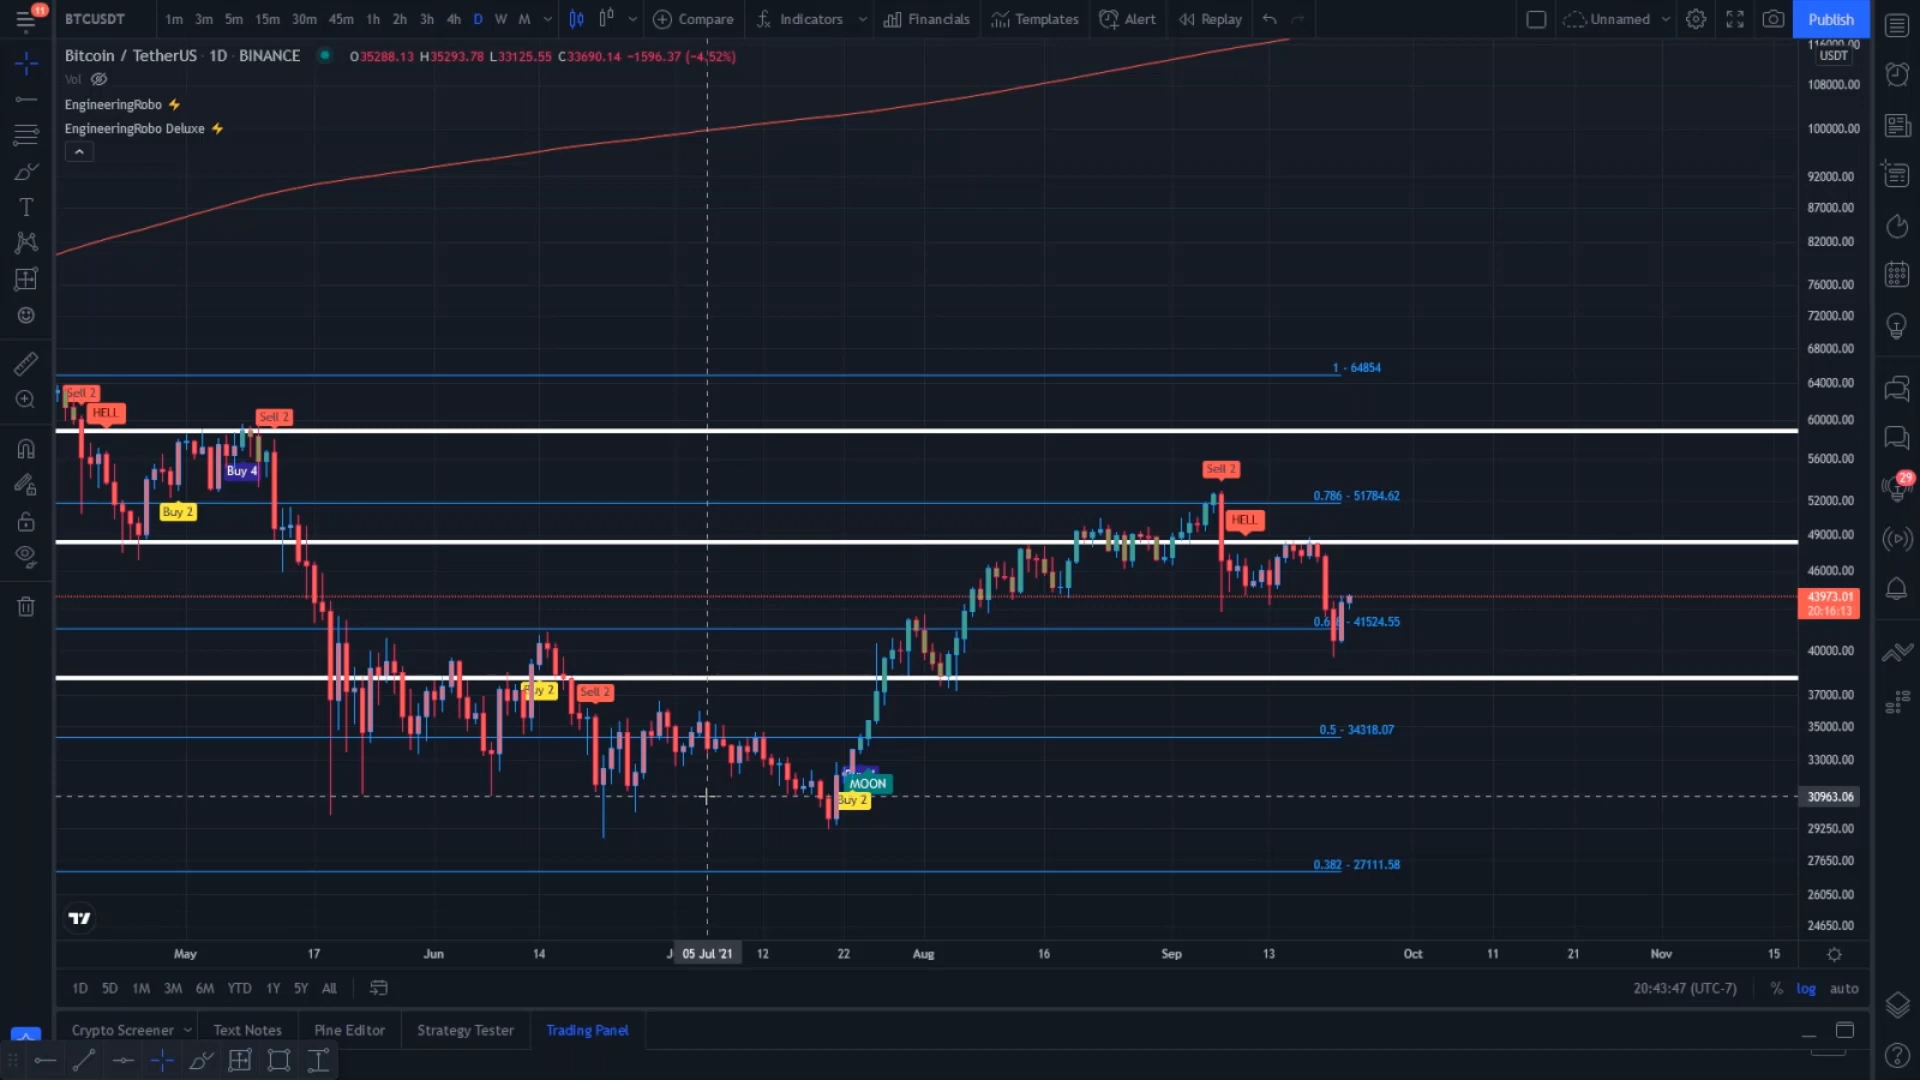 11
BTCUSDT 1m 3m 5m 15m 30m 45m 1h 2h 3h 4h D W M Compare Indicators Financials Templates Alert Replay Unnamed Publish
Bitcoin / TetherUS · 1D · BINANCE O35288.13 H35293.78 L33125.55 C33690.14 −1596.37 (−4.52%)
Vol
EngineeringRobo ⚡
EngineeringRobo Deluxe ⚡
116000.00
USDT
108000.00
100000.00
92000.00
87000.00
82000.00
76000.00
72000.00
68000.00
1 - 64854
64000.00
Sell 2
HELL
Sell 2
60000.00
Buy 4
56000.00
Sell 2
0.786 - 51784.62
52000.00
Buy 2
HELL
49000.00
46000.00
43973.01
20:16:13
41524.55
40000.00
Buy 2
Sell 2
37000.00
0.5 - 34318.07
35000.00
33000.00
MOON
Buy 2
30963.06
29250.00
0.382 - 27111.58
27650.00
26050.00
24650.00
29
May 17 Jun 14 05 Jul '21 12 22 Aug 16 Sep 13 Oct 11 21 Nov 15
1D 5D 1M 3M 6M YTD 1Y 5Y All 20:43:47 (UTC-7) % log auto
Crypto Screener Text Notes Pine Editor Strategy Tester Trading Panel